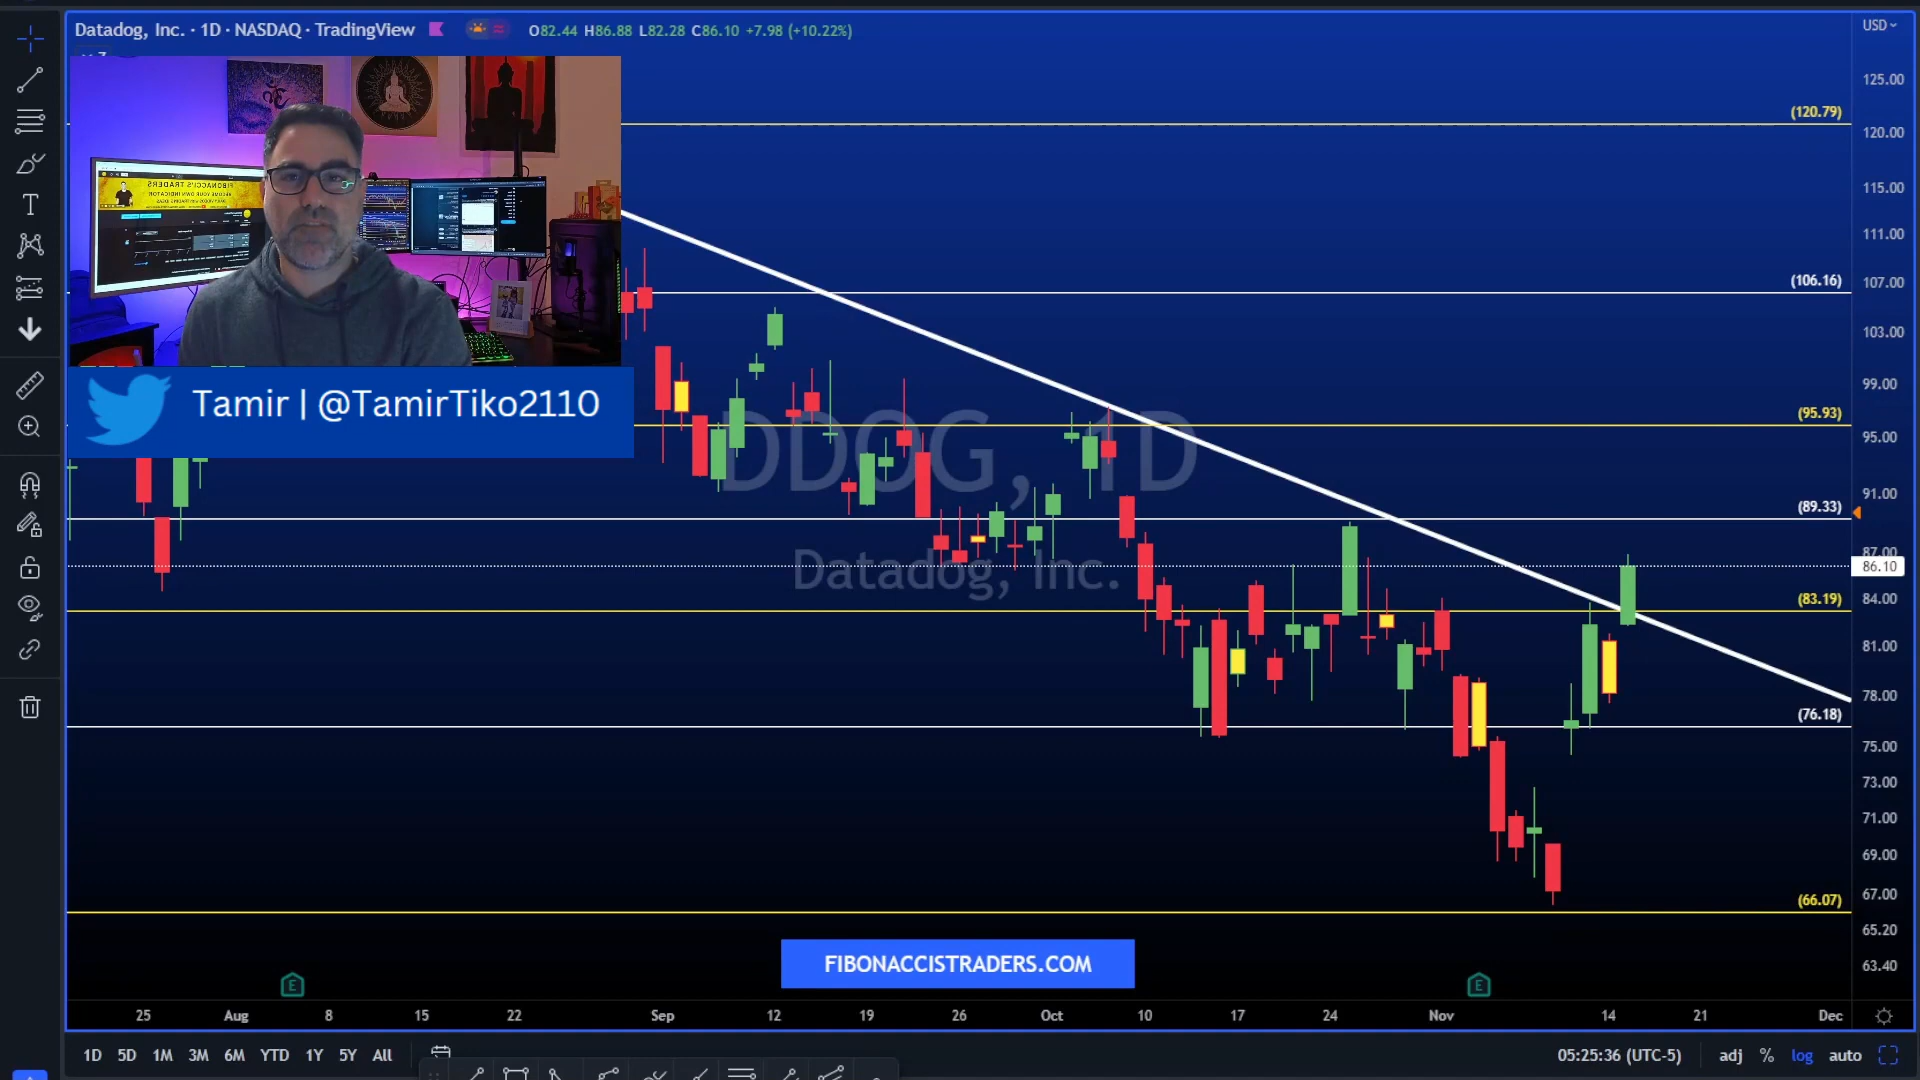 Datadog, Inc. · 1D · NASDAQ · TradingView
O82.44 H86.88 L82.28 C86.10 +7.98 (+10.22%)
USD
125.00
(120.79)
120.00
115.00
111.00
(106.16)
107.00
103.00
99.00
Tamir | @TamirTiko2110
(95.93)
95.00
DDOG, 1D
91.00
(89.33)
Datadog, Inc.
87.00
86.10
(83.19)
84.00
81.00
78.00
(76.18)
75.00
73.00
71.00
69.00
67.00
(66.07)
65.20
FIBONACCISTRADERS.COM
63.40
E
E
25 Aug 8 15 22 Sep 12 19 26 Oct 10 17 24 Nov 14 21 Dec
1D 5D 1M 3M 6M YTD 1Y 5Y All
05:25:36 (UTC-5) adj % log auto